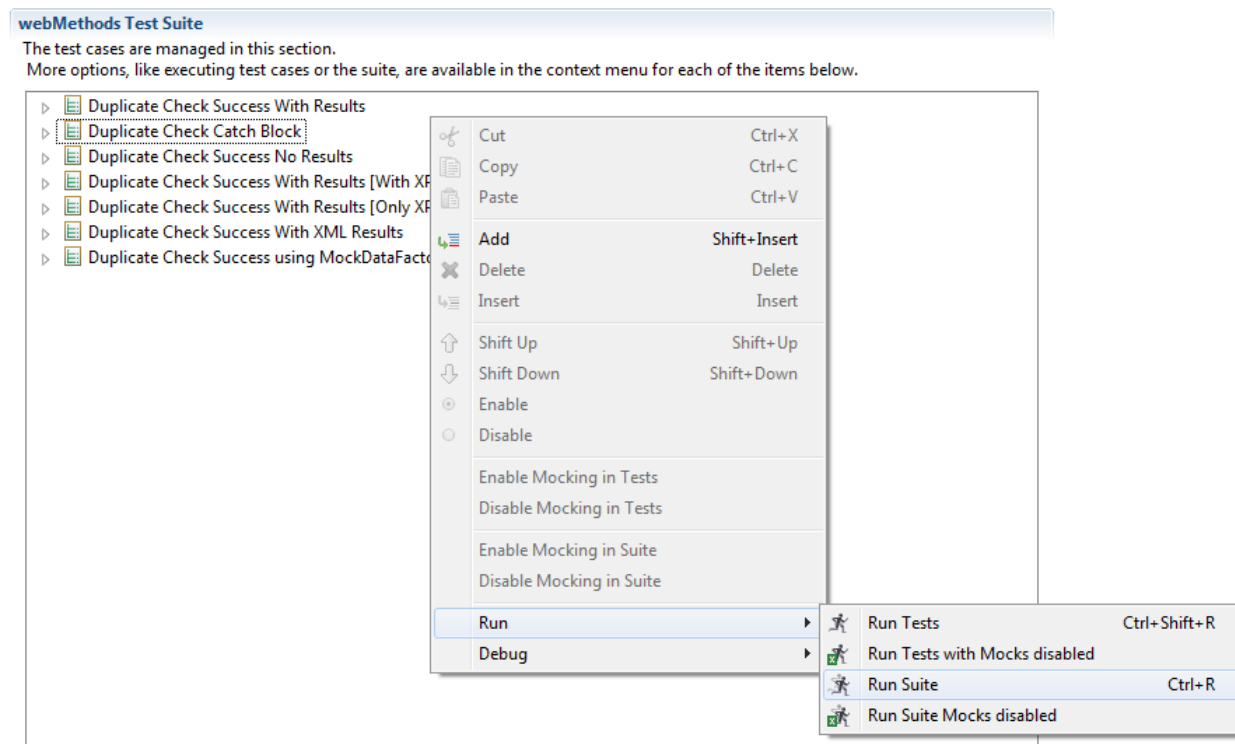 webMethods Test Suite
The test cases are managed in this section.
More options, like executing test cases or the suite, are available in the context menu for each of the items below.
Duplicate Check Success With Results
Duplicate Check Catch Block
Duplicate Check Success No Results
Duplicate Check Success With Results [With
Duplicate Check Success With Results [Only
Duplicate Check Success With XML Results
Duplicate Check Success using
Cut Ctrl+X
Copy Ctrl+C
Paste Ctrl+V
Add Shift+Insert
Delete Delete
Insert Insert
Shift Up Shift+Up
Shift Down Shift+Down
Enable
Disable
Enable Mocking in Tests
Disable Mocking in Tests
Enable Mocking in Suite
Disable Mocking in Suite
Run
Debug
Run Tests Ctrl+Shift+R
Run Tests with Mocks disabled
Run Suite Ctrl+R
Run Suite Mocks disabled